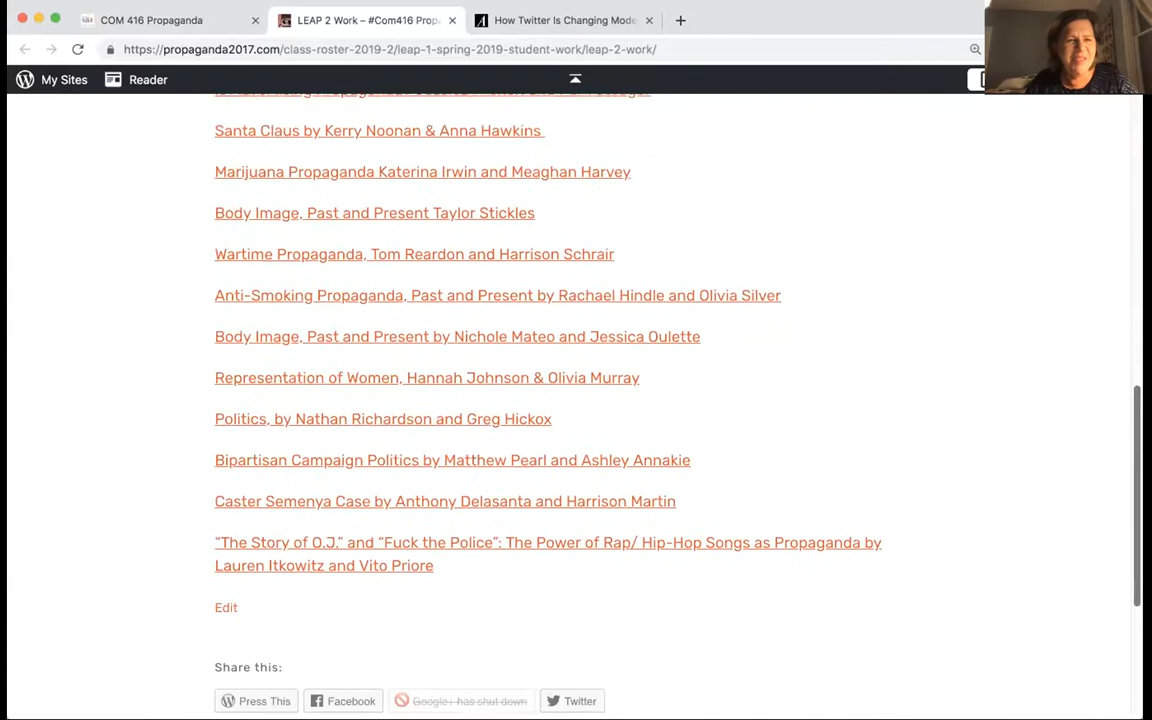 COM 416 Propaganda
LEAP 2 Work – #Com416 Prop
How Twitter Is Changing Mode
https://propaganda2017.com/class-roster-2019-2/leap-1-spring-2019-student-work/leap-2-work/
My Sites
Reader
Santa Claus by Kerry Noonan & Anna Hawkins
Marijuana Propaganda Katerina Irwin and Meaghan Harvey
Body Image, Past and Present Taylor Stickles
Wartime Propaganda, Tom Reardon and Harrison Schrair
Anti-Smoking Propaganda, Past and Present by Rachael Hindle and Olivia Silver
Body Image, Past and Present by Nichole Mateo and Jessica Oulette
Representation of Women, Hannah Johnson & Olivia Murray
Politics, by Nathan Richardson and Greg Hickox
Bipartisan Campaign Politics by Matthew Pearl and Ashley Annakie
Caster Semenya Case by Anthony Delasanta and Harrison Martin
“The Story of O.J.” and “Fuck the Police”: The Power of Rap/ Hip-Hop Songs as Propaganda by
Lauren Itkowitz and Vito Priore
Edit
Share this:
Press This
Facebook
Google+ has shut down
Twitter